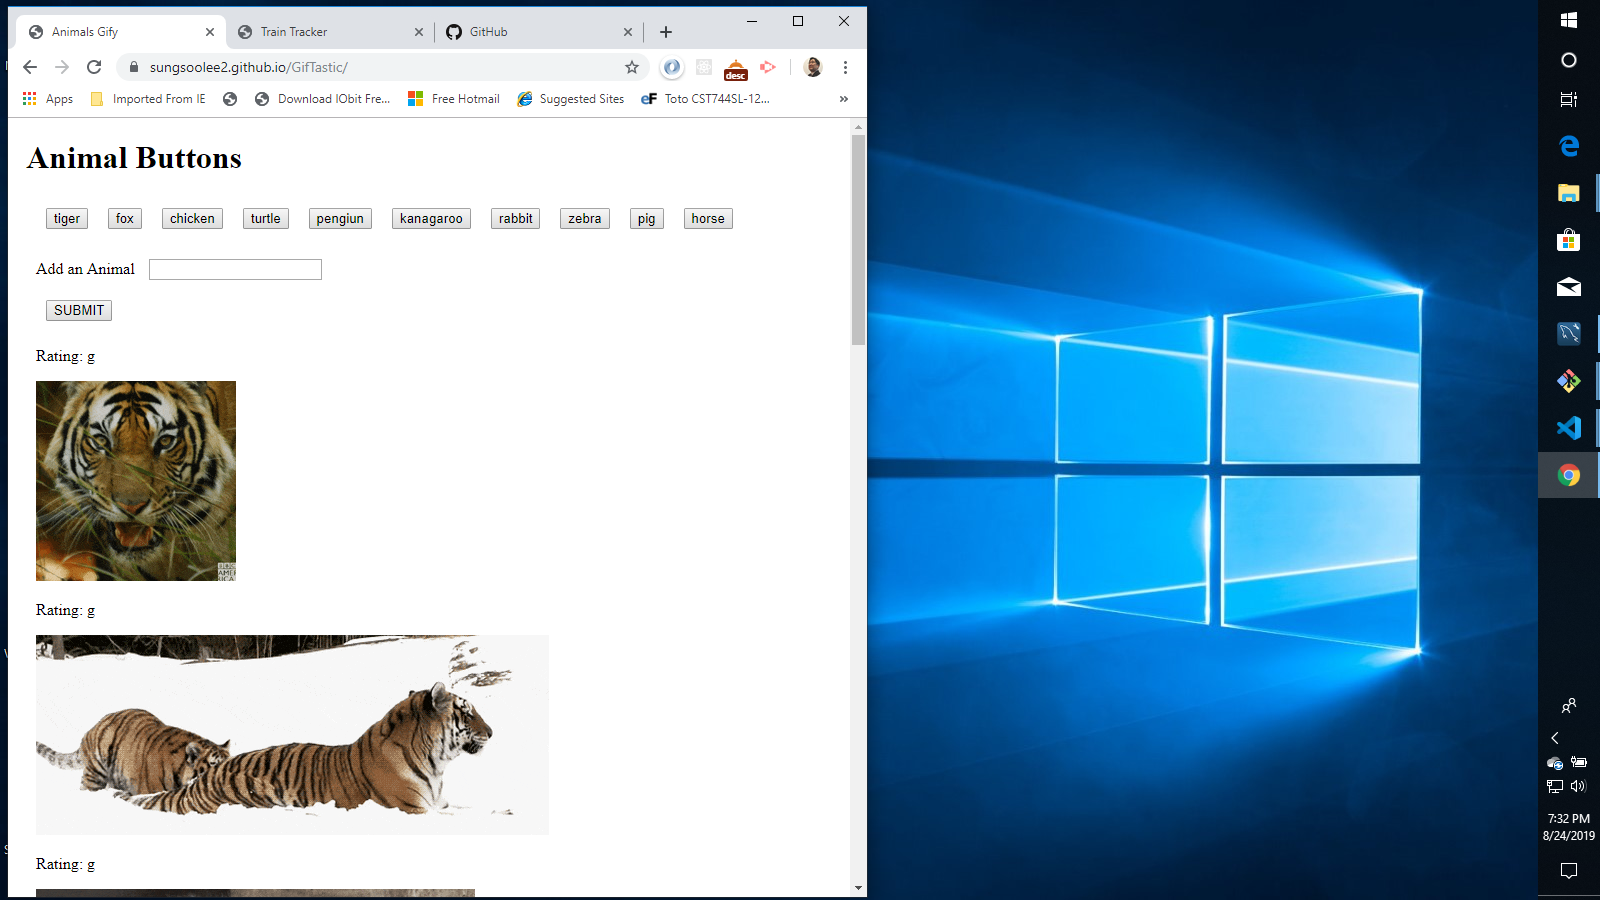 Animals Gify
Train Tracker
GitHub
sungsoolee2.github.io/GifTastic/
desc
Apps
Imported From IE
Download IObit Fre...
Free Hotmail
Suggested Sites
eF Toto CST744SL-12...
»
Animal Buttons
tiger fox chicken turtle pengiun kanagaroo rabbit zebra pig horse
Add an Animal
SUBMIT
Rating: g
Rating: g
Rating: g
7:32 PM
8/24/2019